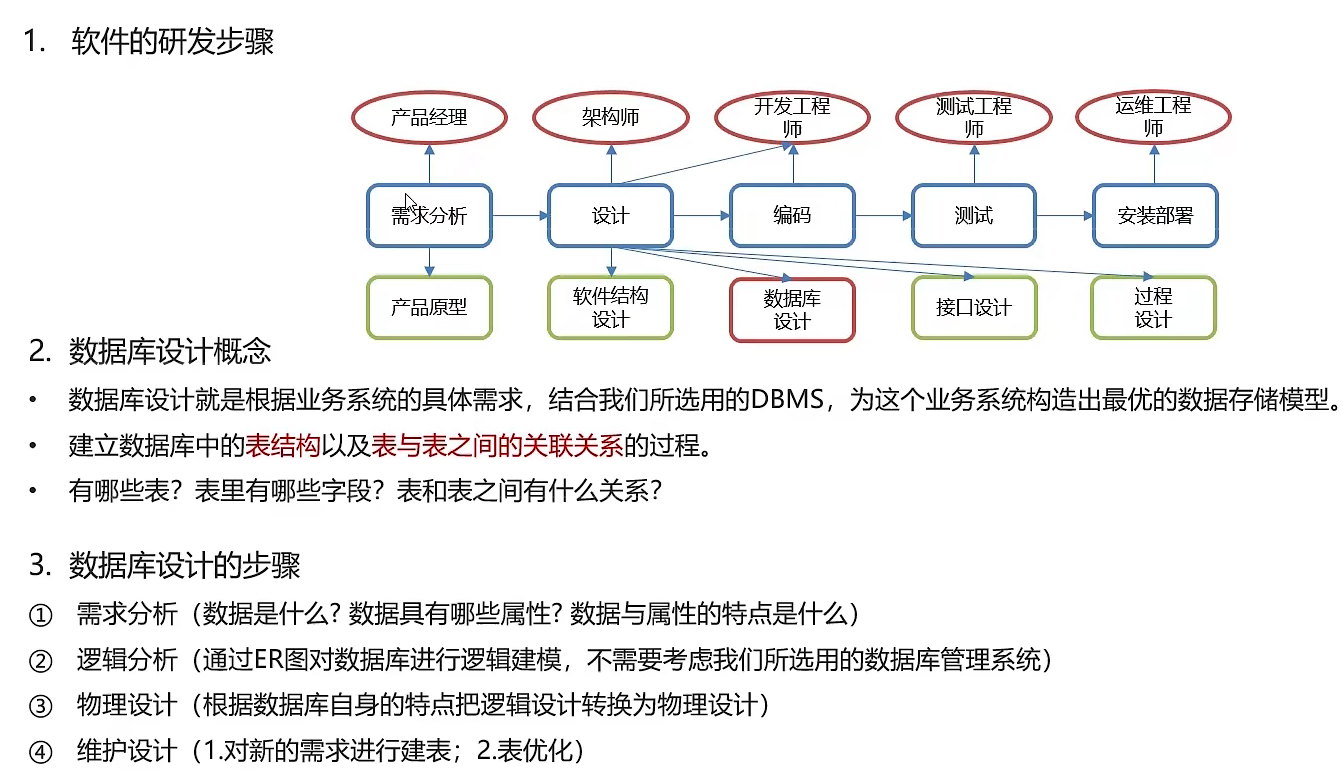 1. 软件的研发步骤
产品经理
架构师
开发工程
师
测试工程
师
运维工程
师
需求分析
设计
编码
测试
安装部署
产品原型
软件结构
设计
数据库
设计
接口设计
过程
设计
2. 数据库设计概念
• 数据库设计就是根据业务系统的具体需求，结合我们所选用的DBMS，为这个业务系统构造出最优的数据存储模型。
• 建立数据库中的表结构以及表与表之间的关联关系的过程。
• 有哪些表？表里有哪些字段？表和表之间有什么关系？
3. 数据库设计的步骤
① 需求分析（数据是什么? 数据具有哪些属性? 数据与属性的特点是什么）
② 逻辑分析（通过ER图对数据库进行逻辑建模，不需要考虑我们所选用的数据库管理系统）
③ 物理设计（根据数据库自身的特点把逻辑设计转换为物理设计）
④ 维护设计（1.对新的需求进行建表；2.表优化）